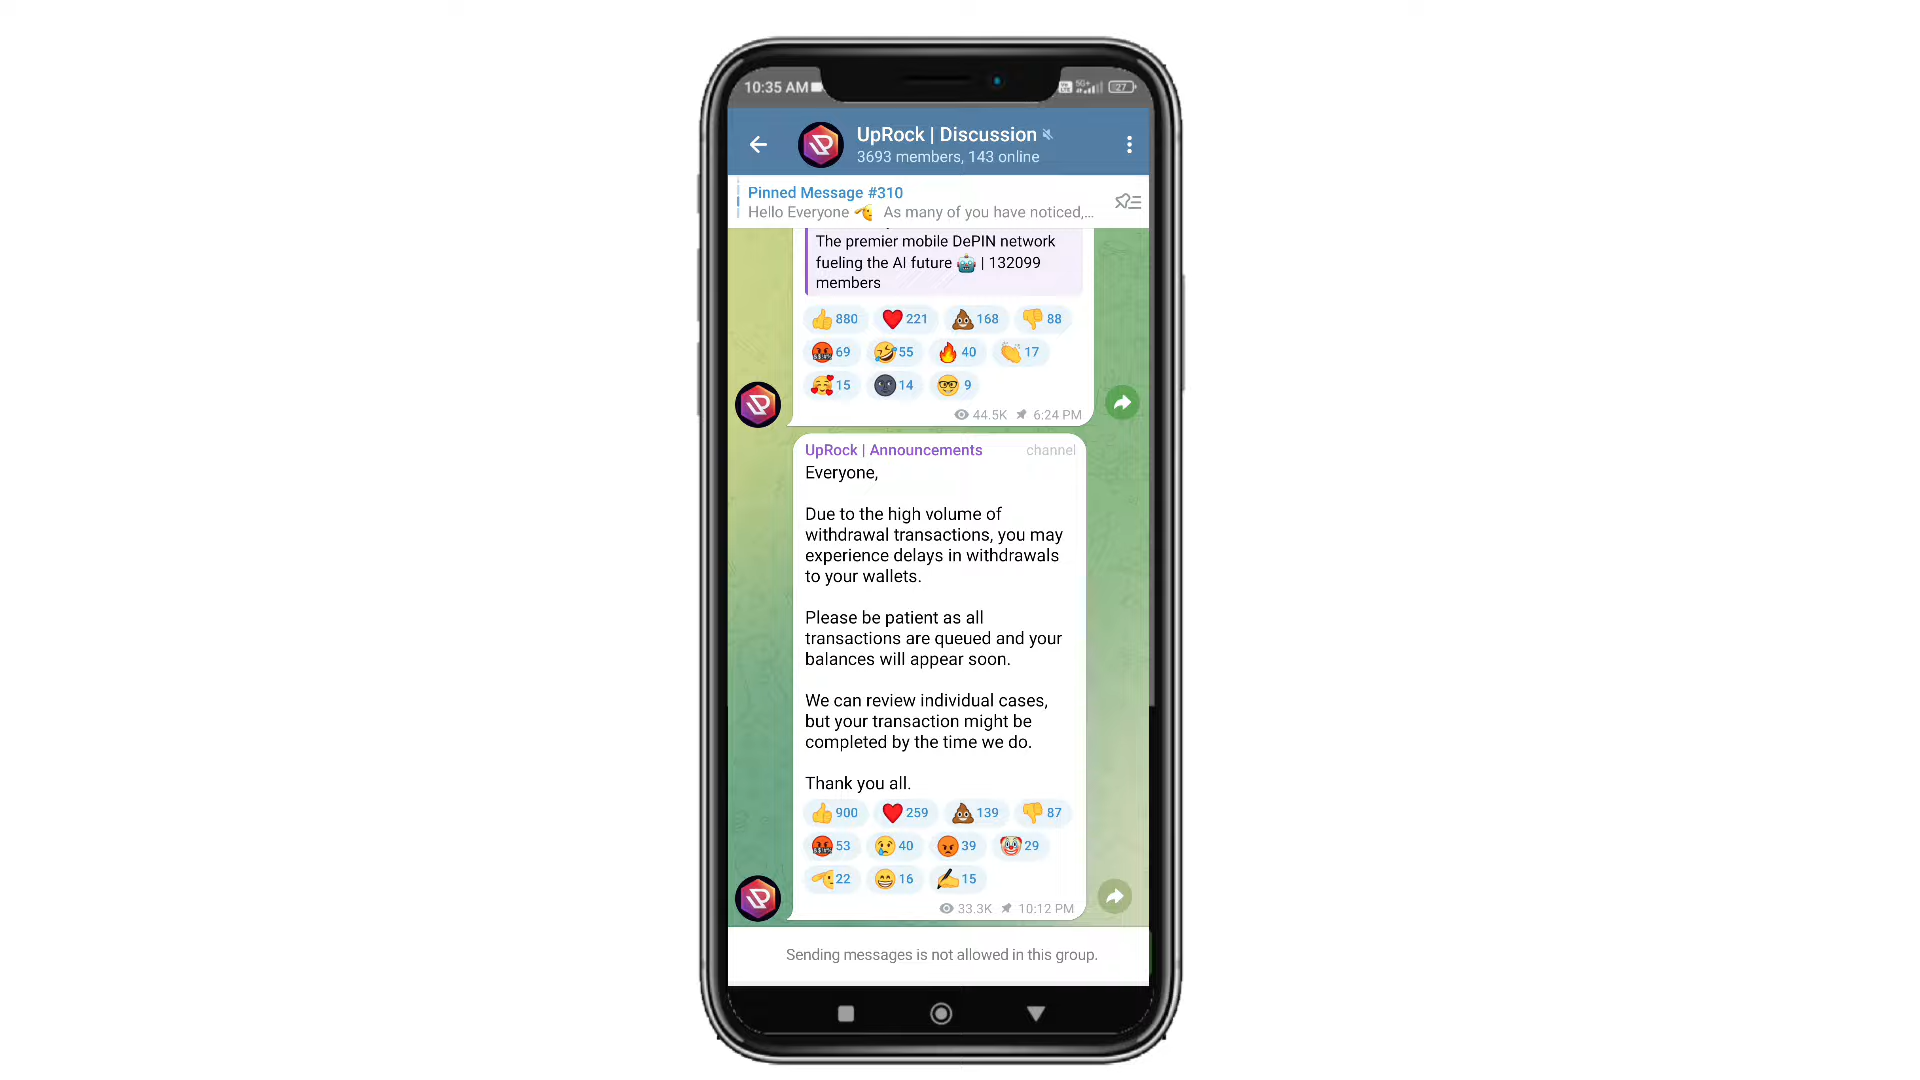 10:35 AM
5G+
27
UpRock | Discussion
3693 members, 143 online
Pinned Message #310
Hello Everyone 🫡 As many of you have noticed,...
The premier mobile DePIN network
fueling the AI future 🤖 | 132099
members
👍 880 ❤ 221 💩 168 👎 88
🤬 69 🤣 55 🔥 40 👏 17
🥰 15 🌚 14 🤓 9
44.5K 6:24 PM
UpRock | Announcements channel
Everyone,
Due to the high volume of
withdrawal transactions, you may
experience delays in withdrawals
to your wallets.
Please be patient as all
transactions are queued and your
balances will appear soon.
We can review individual cases,
but your transaction might be
completed by the time we do.
Thank you all.
👍 900 ❤ 259 💩 139 👎 87
🤬 53 😢 40 😡 39 🤡 29
🫡 22 😁 16 ✍ 15
33.3K 10:12 PM
Sending messages is not allowed in this group.